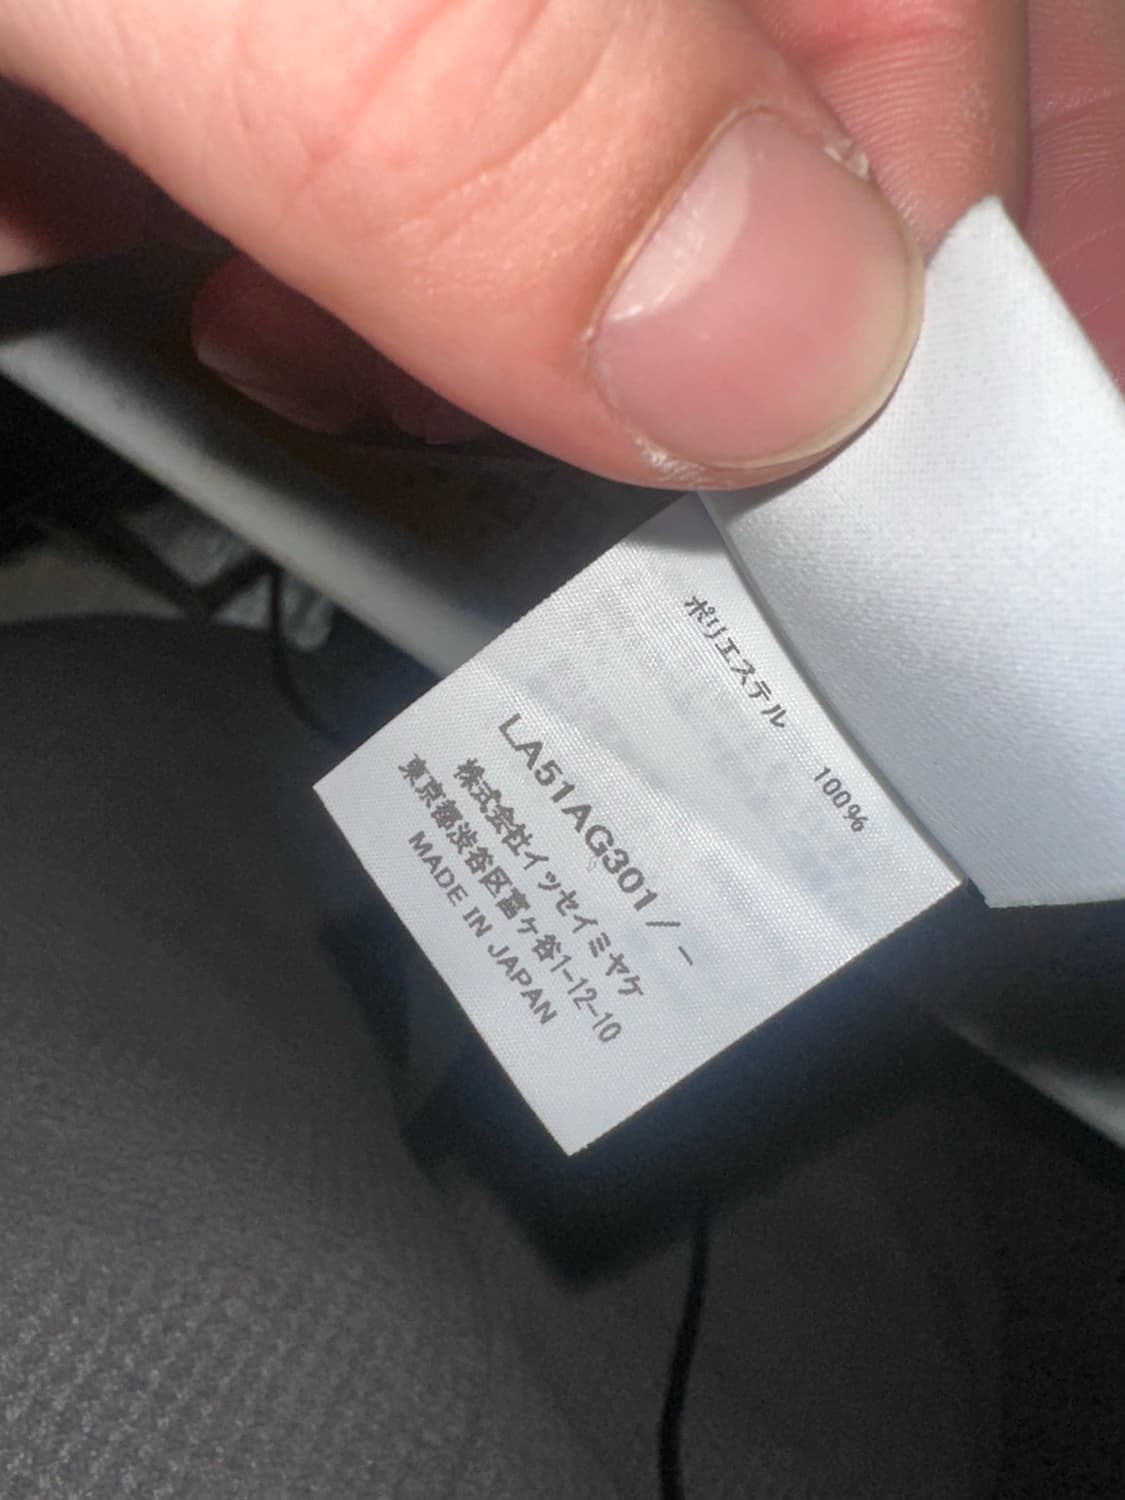 ポリエステル 100%
LA51AG301/ -
株式会社イッセイミヤケ
東京都渋谷区富ヶ谷1-12-10
MADE IN JAPAN